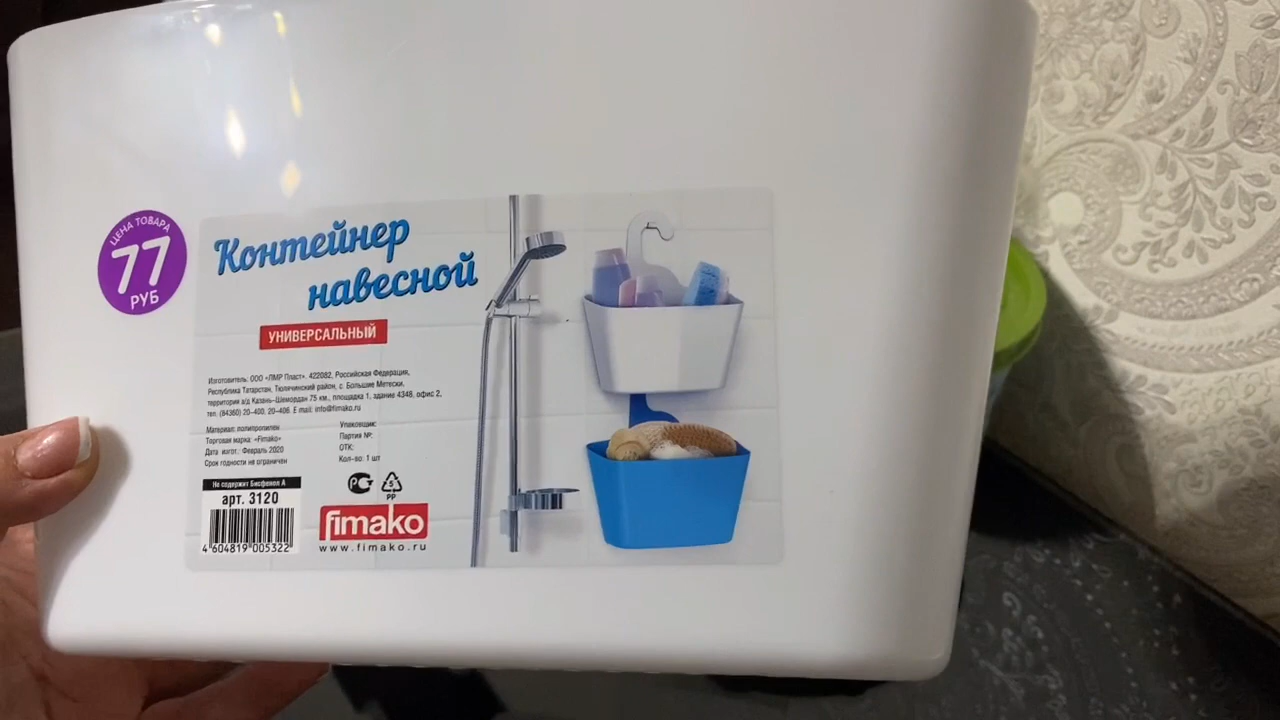 ЦЕНА ТОВАРА
77
РУБ
Контейнер
навесной
УНИВЕРСАЛЬНЫЙ
Изготовитель: ООО «ЛМР Пласт». 422082, Российская Федерация,
Республика Татарстан, Тюлячинский район, с. Большие Метески,
территория а/д Казань–Шемордан 75 км., площадка 1, здание 4348, офис 2,
тел. (84360) 20-400, 20-406. E mail: info@fimako.ru
Материал: полипропилен
Торговая марка: «Fimako»
Дата изгот.: Февраль 2020
Срок годности не ограничен
Упаковщик:
Партия №:
ОТК:
Кол-во: 1 шт
Не содержит Бисфенол А
арт. 3120
4 604819 005322
РСТ
5
PP
fimako
www.fimako.ru